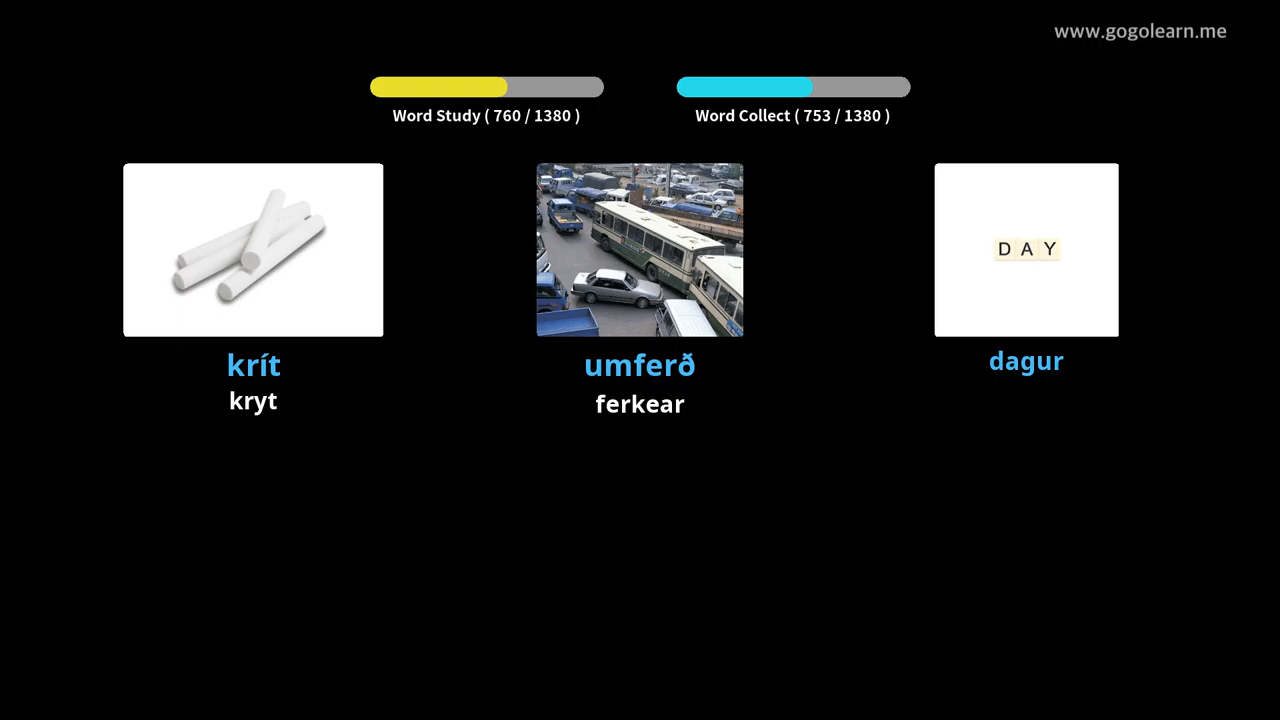 www.gogolearn.me
Word Study ( 760 / 1380 )
Word Collect ( 753 / 1380 )
DAY
krít
umferð
dagur
kryt
ferkear